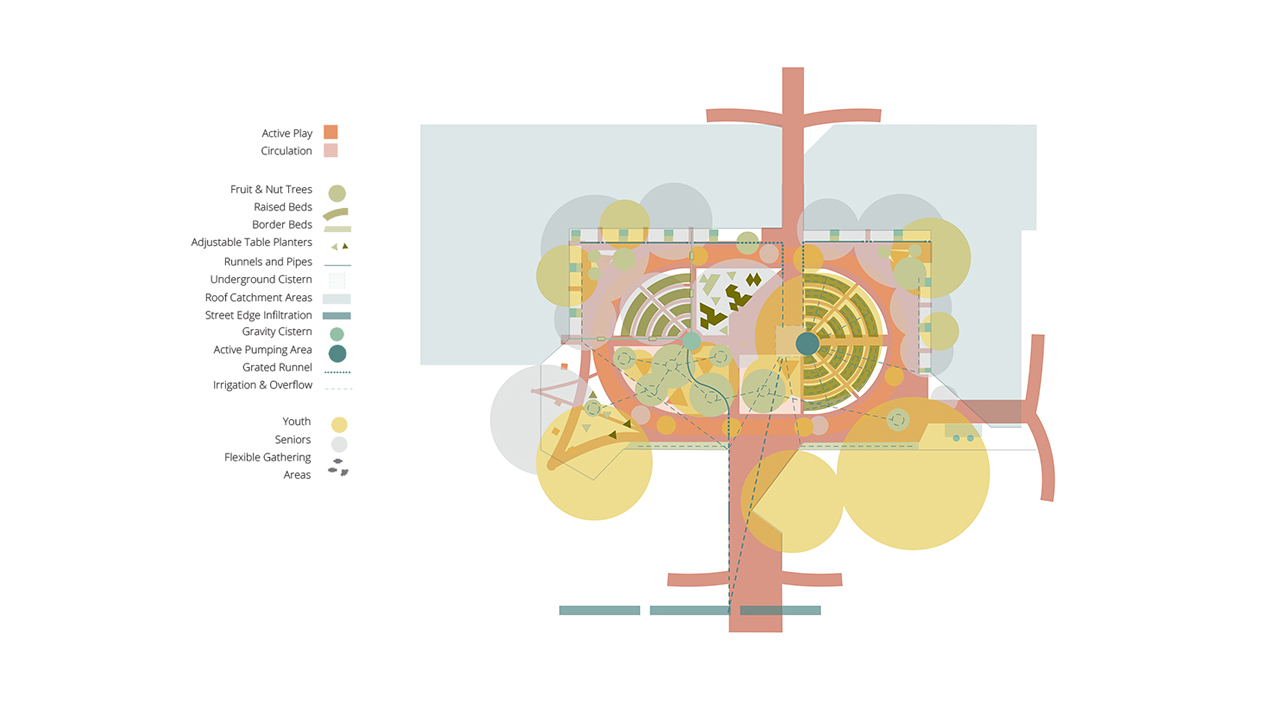 Active Play
Circulation
Fruit & Nut Trees
Raised Beds
Border Beds
Adjustable Table Planters
Runnels and Pipes
Underground Cistern
Roof Catchment Areas
Street Edge Infiltration
Gravity Cistern
Active Pumping Area
Grated Runnel
Irrigation & Overflow
Youth
Seniors
Flexible Gathering
Areas